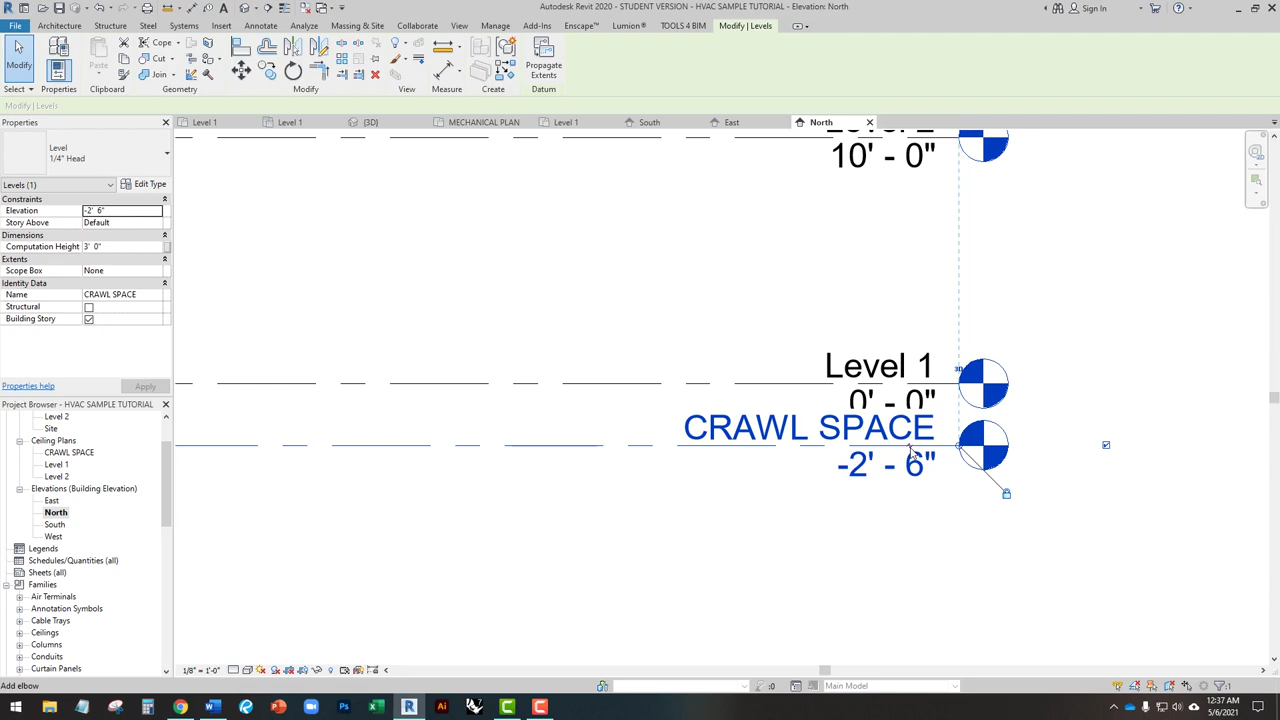 Autodesk Revit 2020 - STUDENT VERSION - HVAC SAMPLE TUTORIAL - Elevation: North
Sign In
File Architecture Structure Steel Systems Insert Annotate Analyze Massing & Site Collaborate View Manage Add-Ins Enscape™ Lumion® TOOLS 4 BIM Modify | Levels
Modify Properties Paste Cope Cut Join Propagate Extents
Select Properties Clipboard Geometry Modify View Measure Create Datum
Modify | Levels
Properties
Level 1 Level 1 {3D} MECHANICAL PLAN Level 1 South East North
Level
1/4" Head
Levels (1) Edit Type
Constraints
Elevation -2' 6"
Story Above Default
Dimensions
Computation Height 3' 0"
Extents
Scope Box None
Identity Data
Name CRAWL SPACE
Structural
Building Story
Properties help Apply
Project Browser - HVAC SAMPLE TUTORIAL
Level 2
Ceiling Plans
CRAWL SPACE
Level 1
Level 2
Elevations (Building Elevation)
East
North
South
West
Legends
Schedules/Quantities (all)
Sheets (all)
Families
Air Terminals
Annotation Symbols
Cable Trays
Ceilings
Columns
Conduits
Curtain Panels
Level 2
10' - 0"
3D
Level 1
0' - 0"
CRAWL SPACE
-2' - 6"
1/8" = 1'-0"
Add elbow
:0
Main Model
:1
12:37 AM
5/6/2021